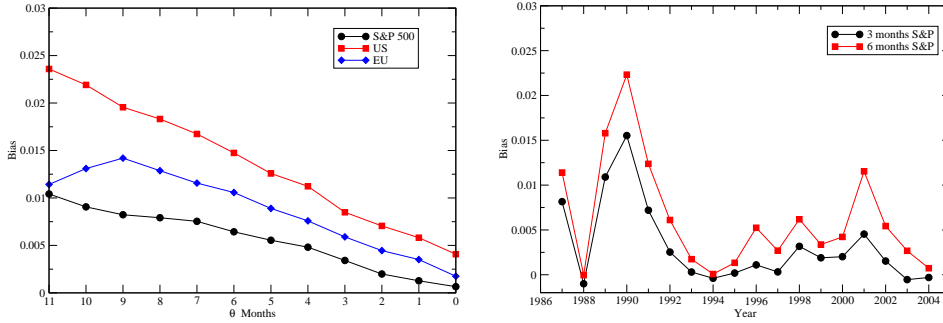 0.03
0.025
0.02
0.015
0.01
0.005
0
Bias
S&P 500
US
EU
11 10 9 8 7 6 5 4 3 2 1 0
θ Months
0.03
0.025
0.02
0.015
0.01
0.005
0
Bias
3 months S&P
6 months S&P
1986 1988 1990 1992 1994 1996 1998 2000 2002 2004
Year